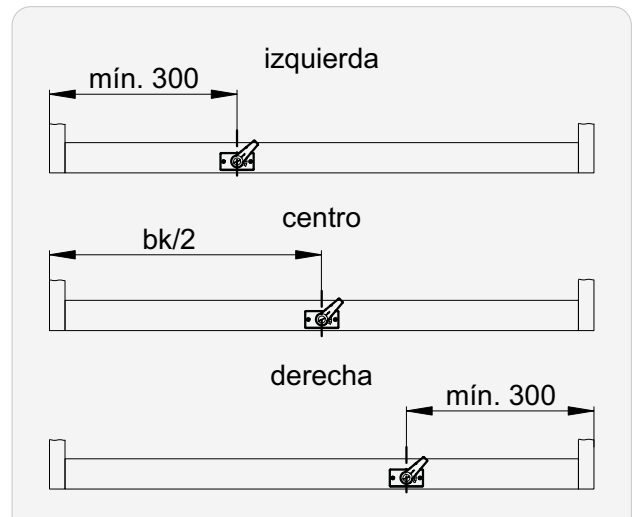 izquierda
mín. 300
centro
bk/2
derecha
mín. 300